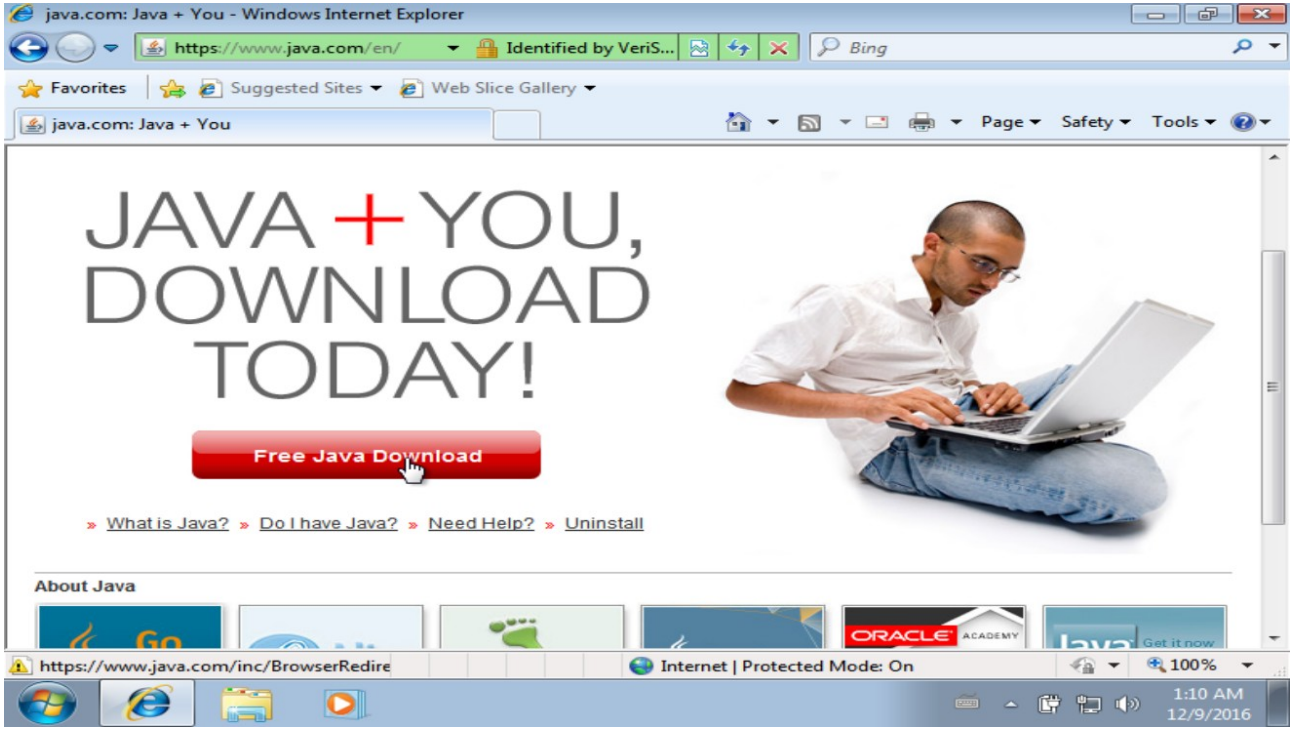 java.com: Java + You - Windows Internet Explorer
https://www.java.com/en/
Identified by VeriS...
Bing
Favorites
Suggested Sites
Web Slice Gallery
java.com: Java + You
Page
Safety
Tools
JAVA + YOU,
DOWNLOAD
TODAY!
Free Java Download
» What is Java? » Do I have Java? » Need Help? » Uninstall
About Java
Go
ORACLE ACADEMY
Java
Get it now
https://www.java.com/inc/BrowserRedire
Internet | Protected Mode: On
100%
1:10 AM
12/9/2016